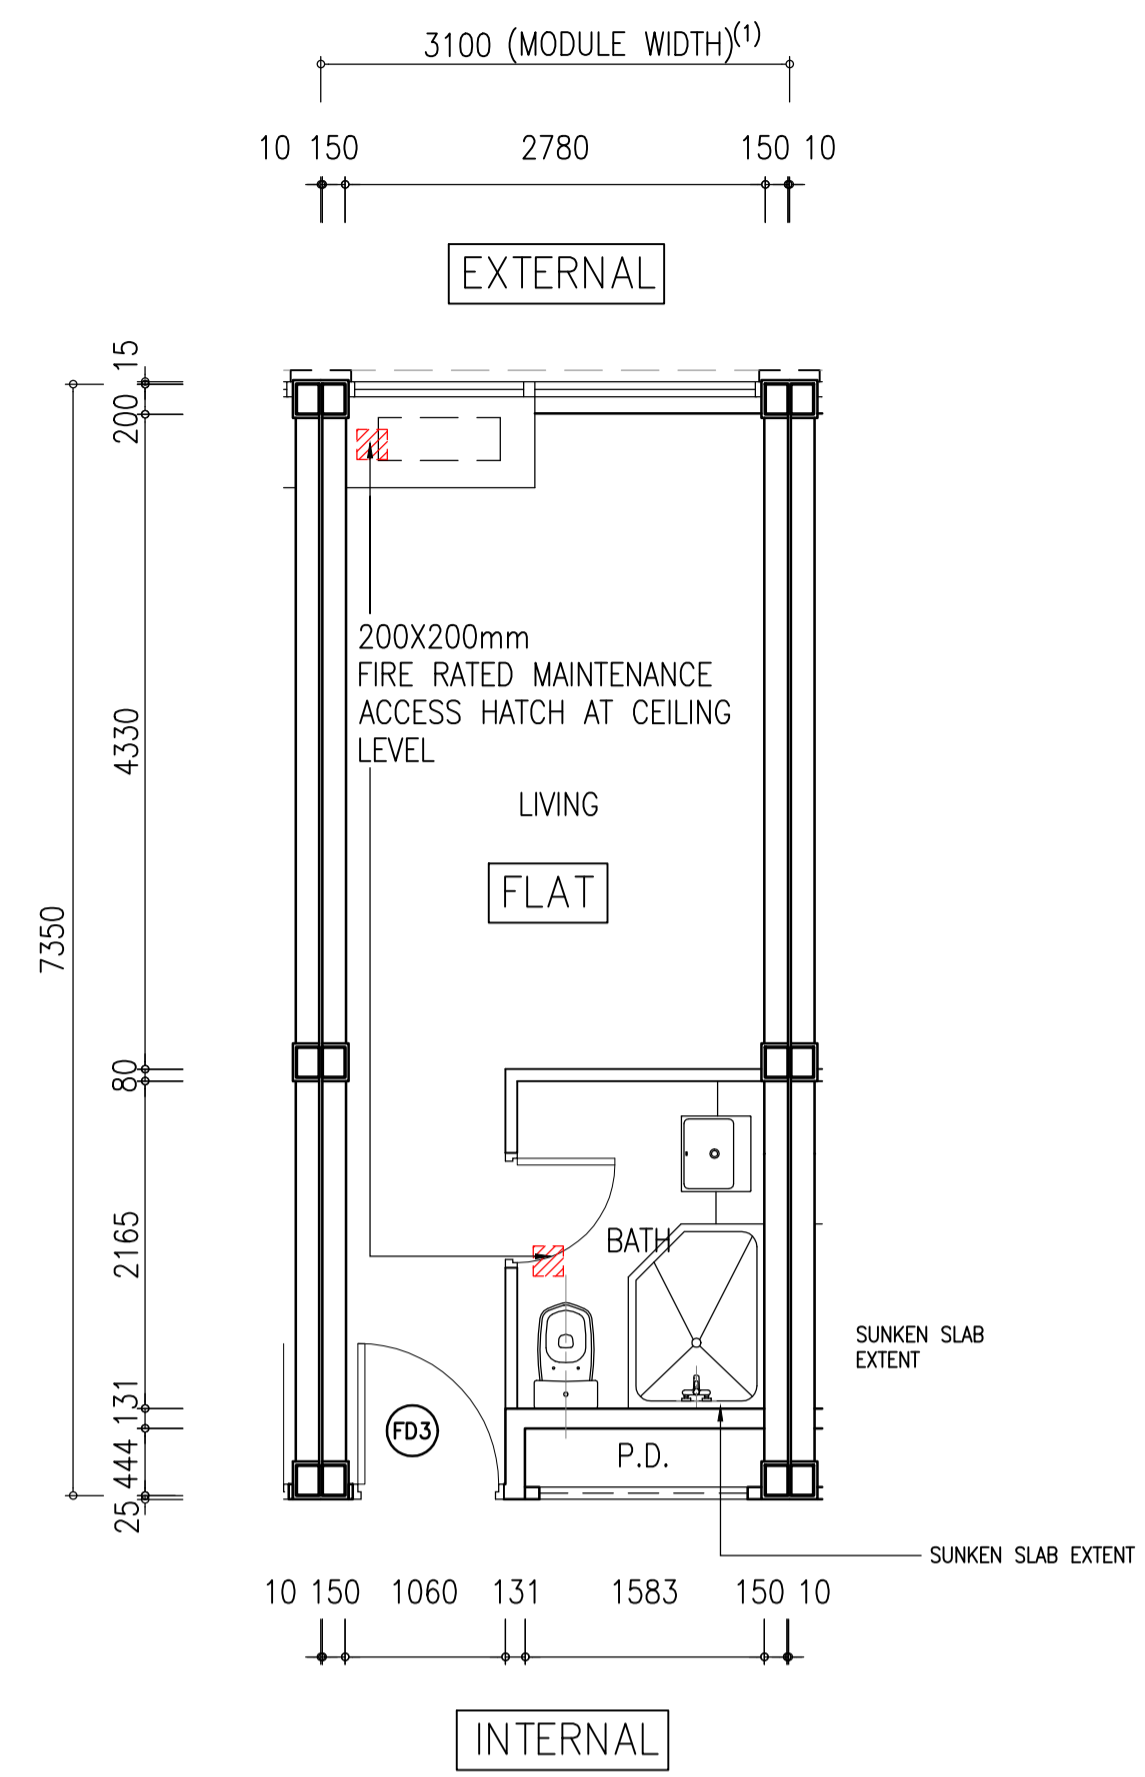 3100 (MODULE WIDTH)(1)
10 150 2780 150 10
EXTERNAL
15
200
4330
80
2165
131
444
25
7350
200X200mm
FIRE RATED MAINTENANCE
ACCESS HATCH AT CEILING
LEVEL
LIVING
FLAT
BATH
SUNKEN SLAB
EXTENT
FD3
P.D.
SUNKEN SLAB EXTENT
10 150 1060 131 1583 150 10
INTERNAL